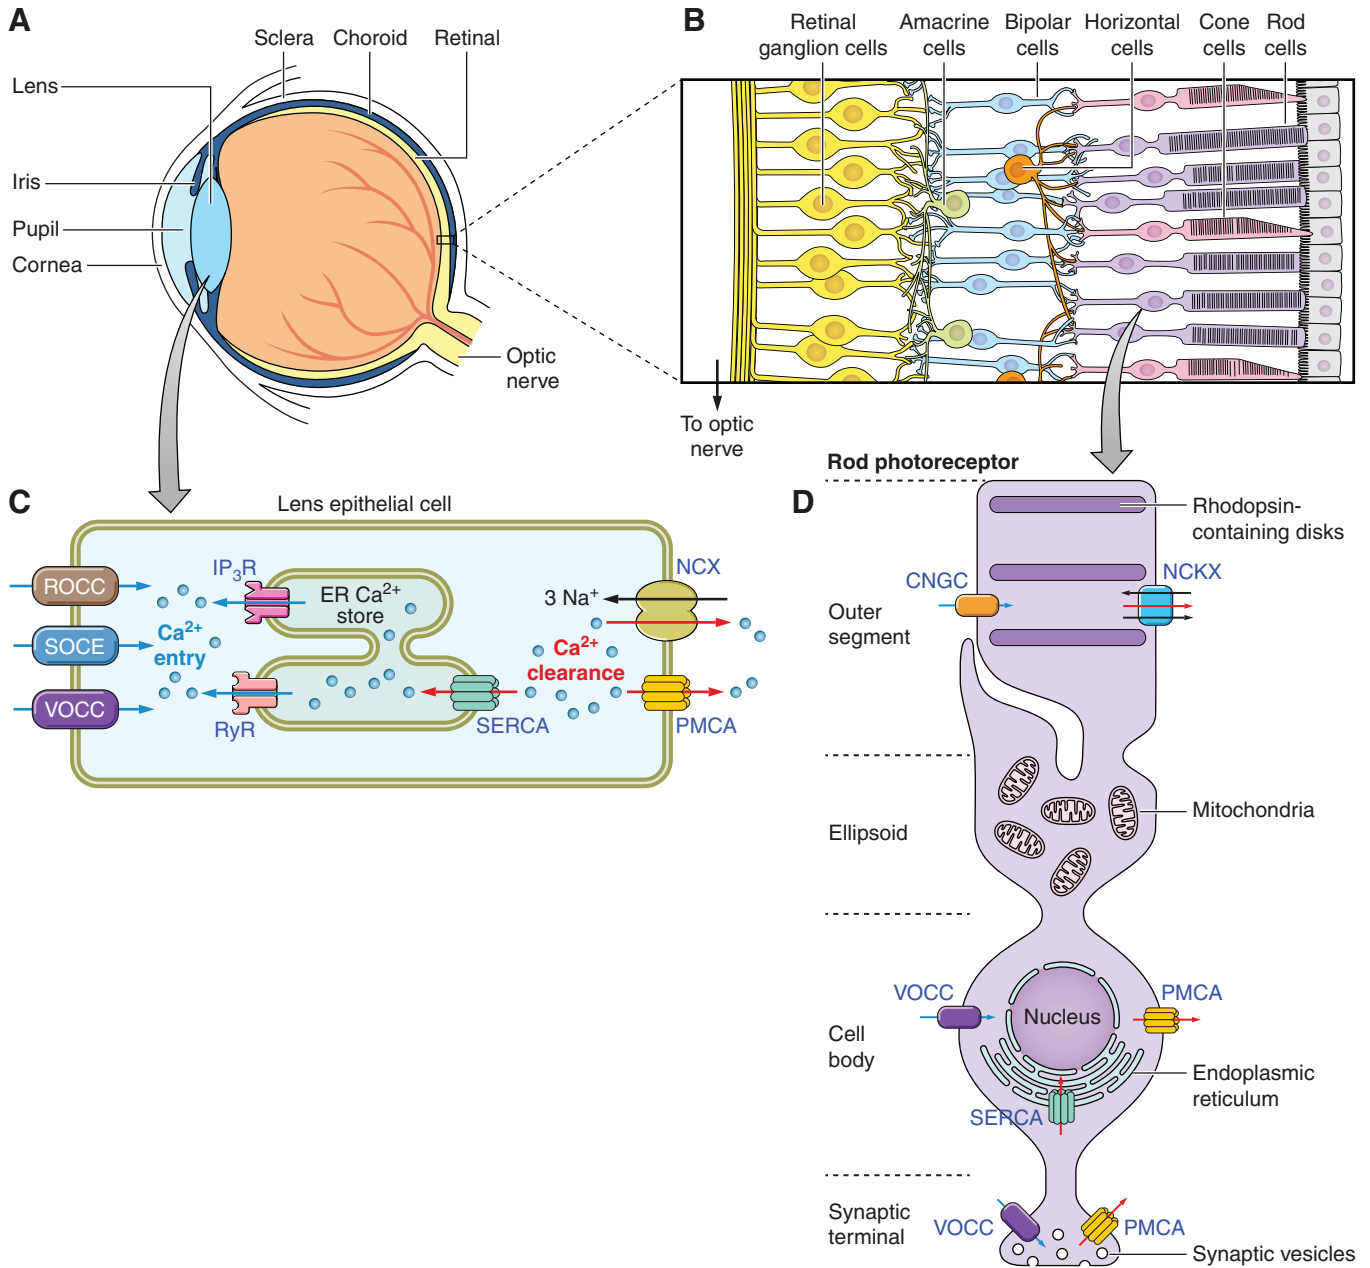 A
Sclera
Choroid
Retinal
Lens
Iris
Pupil
Cornea
Optic
nerve
B
Retinal
ganglion cells
Amacrine
cells
Bipolar
cells
Horizontal
cells
Cone
cells
Rod
cells
To optic
nerve
C
Lens epithelial cell
ROCC
SOCE
VOCC
Ca2+
entry
IP3R
RyR
ER Ca2+
store
SERCA
3 Na+
Ca2+
clearance
NCX
PMCA
Rod photoreceptor
D
Rhodopsin-
containing disks
CNGC
NCKX
Outer
segment
Ellipsoid
Mitochondria
VOCC
PMCA
Nucleus
Cell
body
Endoplasmic
reticulum
SERCA
Synaptic
terminal
VOCC
PMCA
Synaptic vesicles